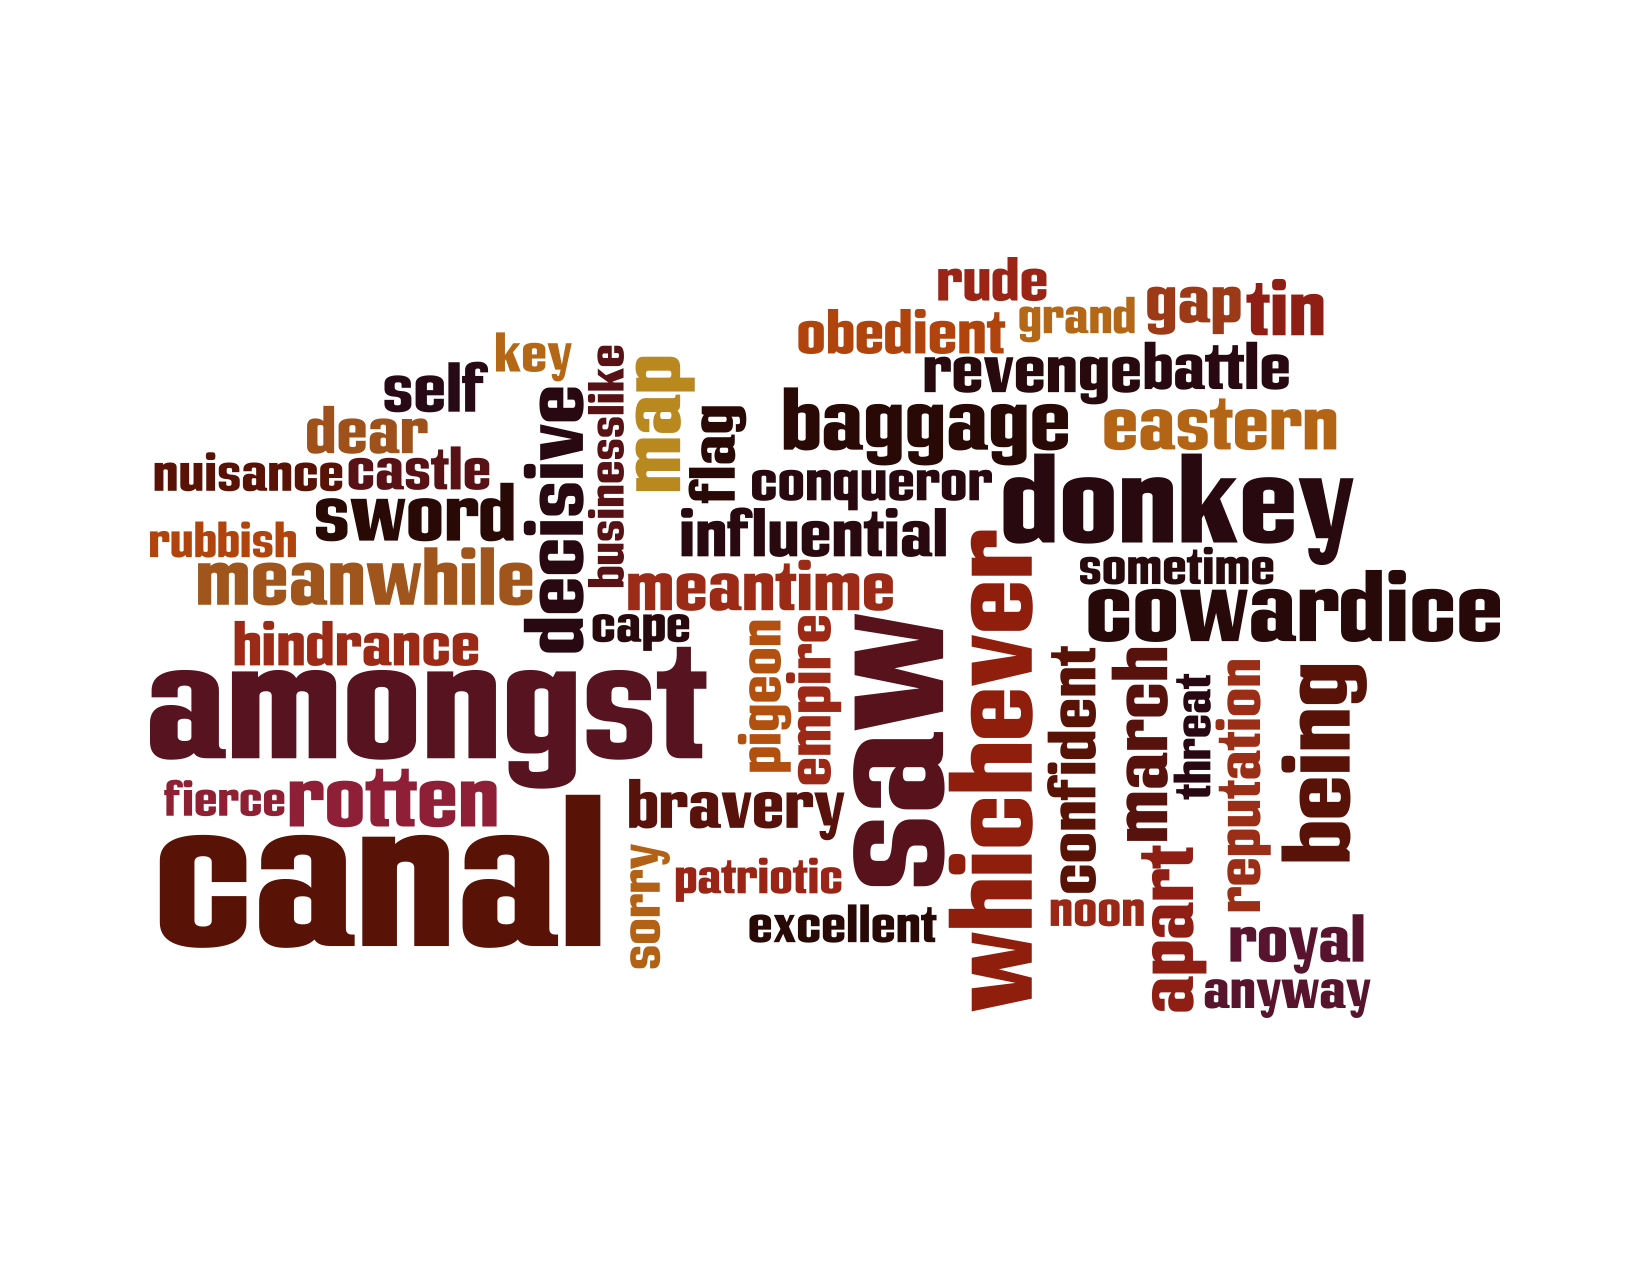 rude
gap
tin
grand
obedient
key
revenge
battle
self
businesslike
map
baggage
eastern
dear
decisive
flag
nuisance
castle
conqueror
donkey
sword
influential
rubbish
meanwhile
meantime
sometime
cowardice
cape
hindrance
amongst
pigeon
empire
saw
whichever
confident
march
threat
reputation
being
fierce
rotten
bravery
canal
sorry
patriotic
excellent
noon
apart
royal
anyway